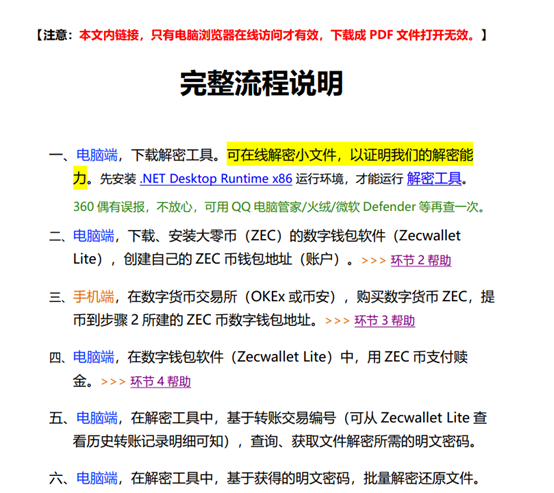 【注意：本文内链接，只有电脑浏览器在线访问才有效，下载成 PDF 文件打开无效。】
完整流程说明
一、电脑端，下载解密工具。可在线解密小文件，以证明我们的解密能
力。先安装 .NET Desktop Runtime x86 运行环境，才能运行 解密工具。
360 偶有误报，不放心，可用 QQ 电脑管家/火绒/微软 Defender 等再查一次。
二、电脑端，下载、安装大零币（ZEC）的数字钱包软件（Zecwallet
Lite），创建自己的 ZEC 币钱包地址（账户）。>>> 环节 2 帮助
三、手机端，在数字货币交易所（OKEx 或币安），购买数字货币 ZEC，提
币到步骤 2 所建的 ZEC 币数字钱包地址。>>> 环节 3 帮助
四、电脑端，在数字钱包软件（Zecwallet Lite）中，用 ZEC 币支付赎
金。>>> 环节 4 帮助
五、电脑端，在解密工具中，基于转账交易编号（可从 Zecwallet Lite 查
看历史转账记录明细可知），查询、获取文件解密所需的明文密码。
六、电脑端，在解密工具中，基于获得的明文密码，批量解密还原文件。